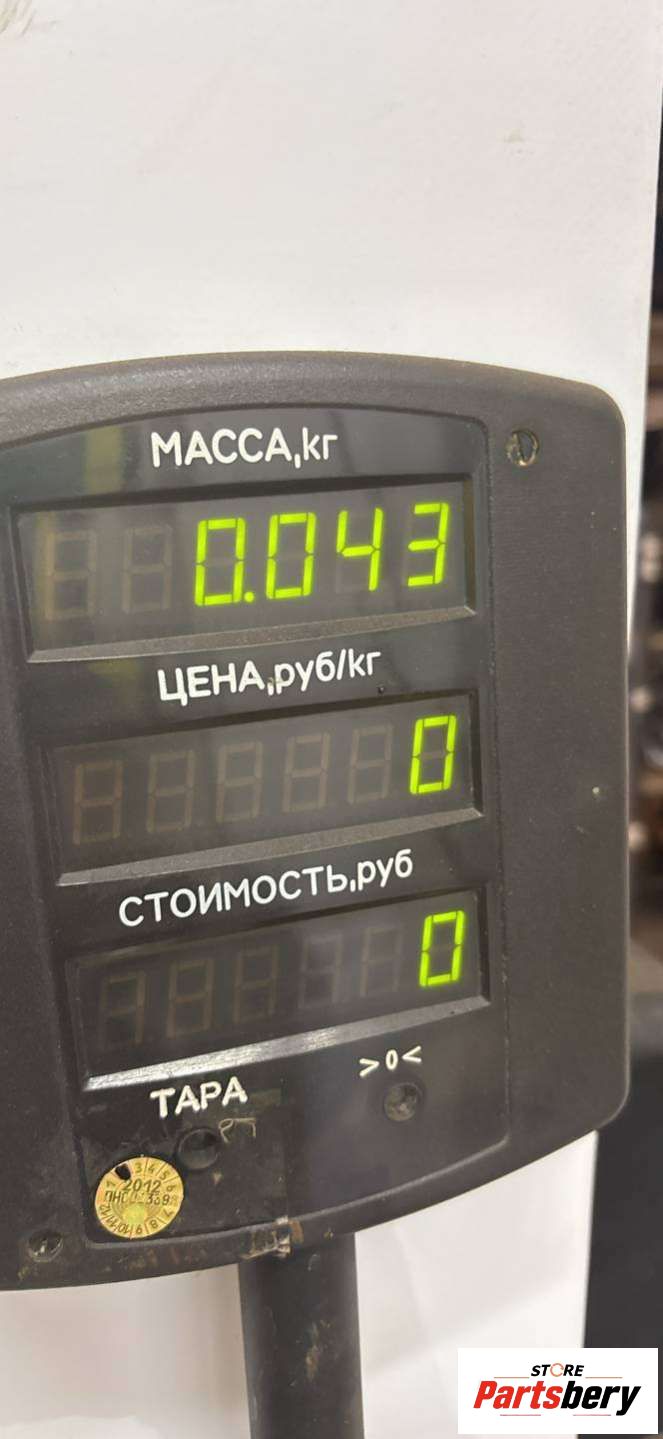 МАССА,кг
0.043
ЦЕНА,руб/кг
0
СТОИМОСТЬ,руб
0
>0<
ТАРА
2012
STORE
Partsbery